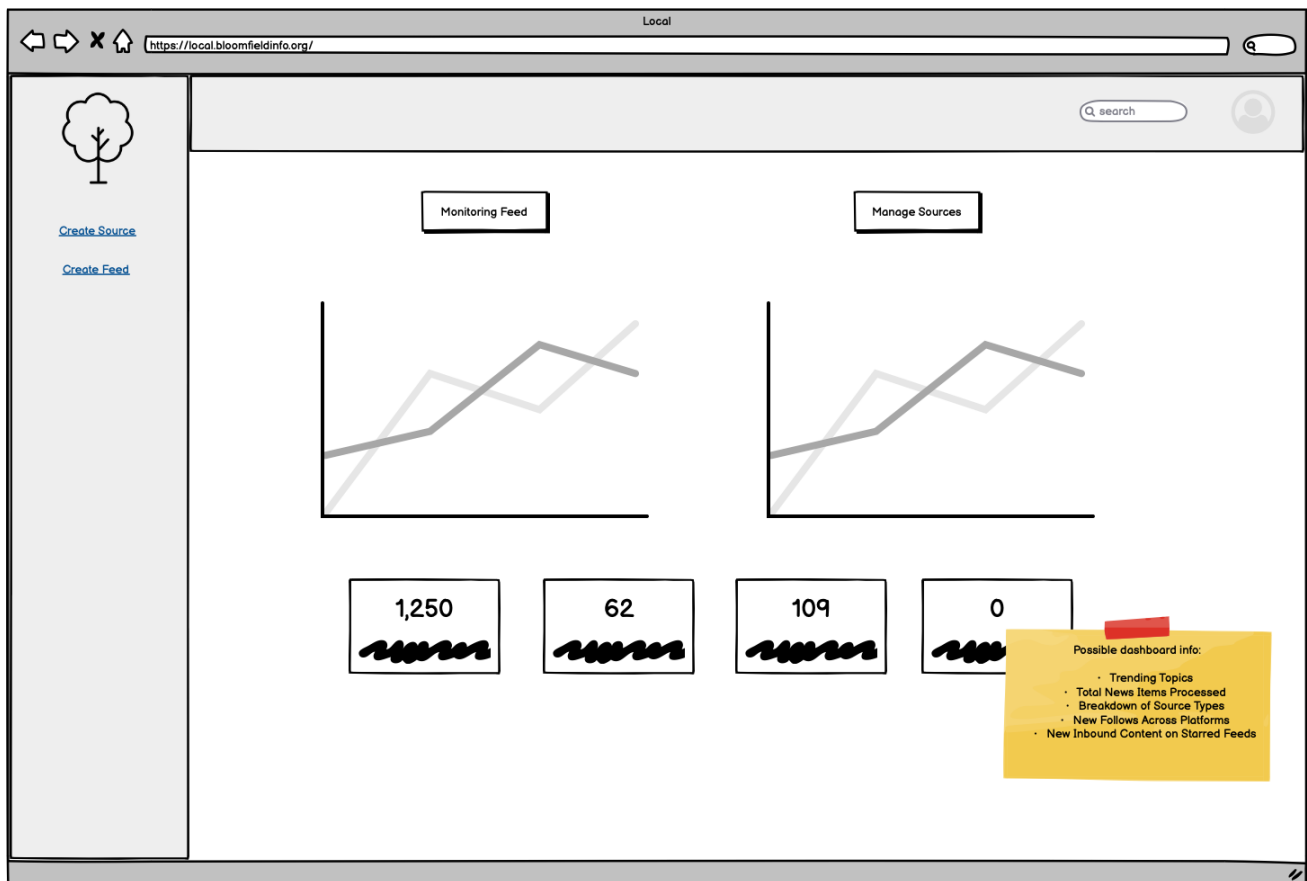 Local
https://local.bloomfieldinfo.org/
search
Create Source
Create Feed
Monitoring Feed
Manage Sources
1,250
62
109
0
Possible dashboard info:
· Trending Topics
· Total News Items Processed
· Breakdown of Source Types
· New Follows Across Platforms
· New Inbound Content on Starred Feeds